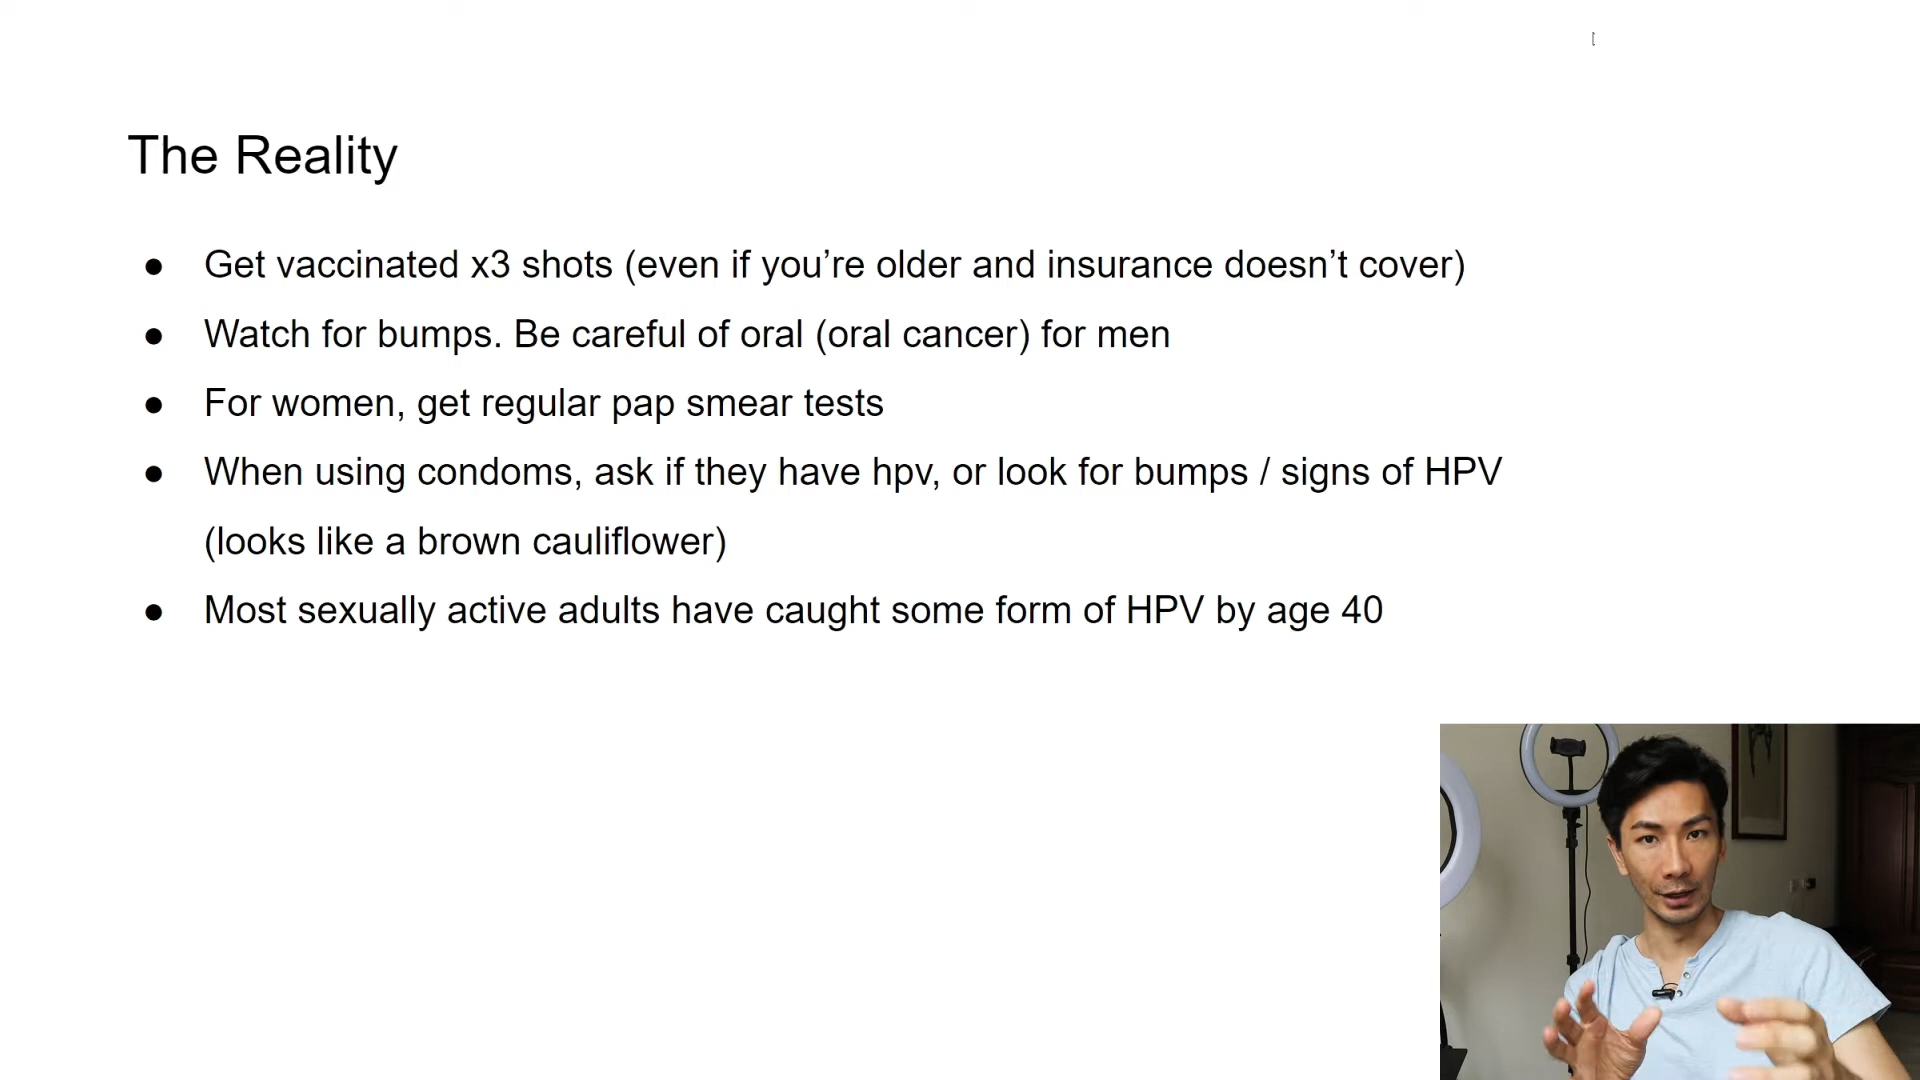 The Reality
● Get vaccinated x3 shots (even if you’re older and insurance doesn’t cover)
● Watch for bumps. Be careful of oral (oral cancer) for men
● For women, get regular pap smear tests
● When using condoms, ask if they have hpv, or look for bumps / signs of HPV
(looks like a brown cauliflower)
● Most sexually active adults have caught some form of HPV by age 40